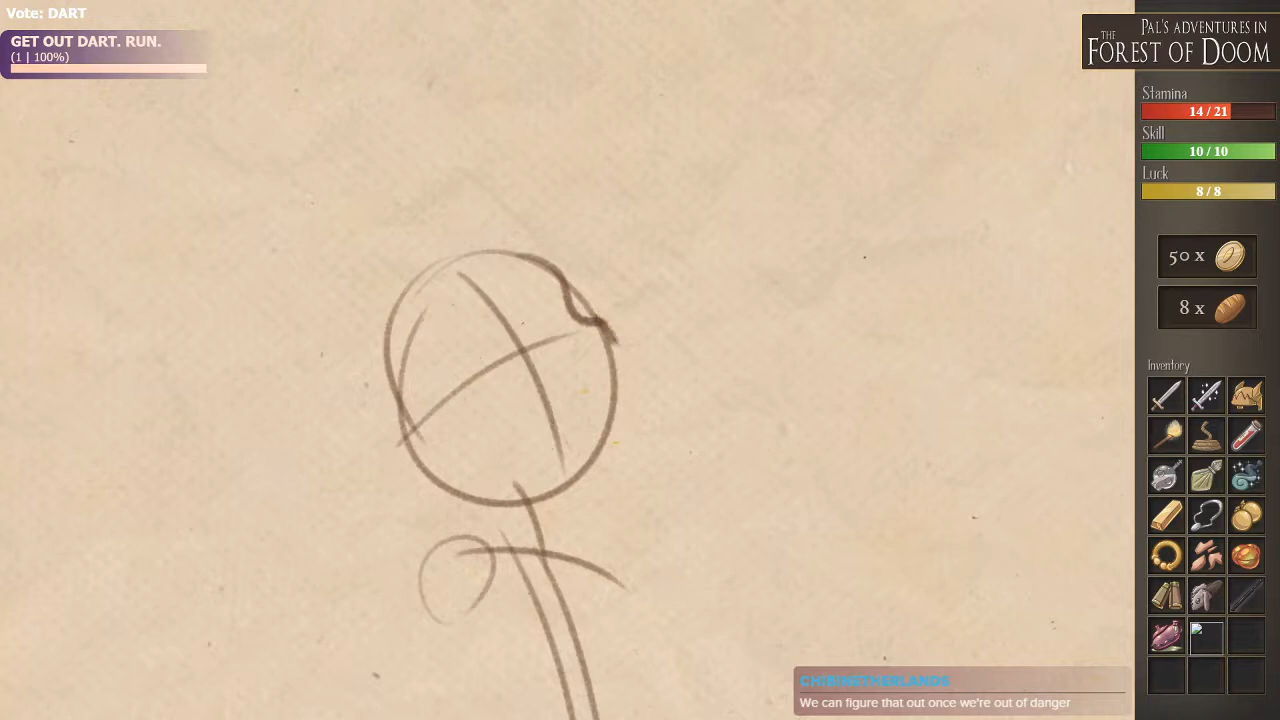 Vote: DART
GET OUT DART. RUN.
(1 | 100%)
PAL'S ADVENTURES IN
THE
FOREST OF DOOM
Stamina
14 / 21
Skill
10 / 10
Luck
8 / 8
50 x
8 x
Inventory
CHIBINETHERLANDS
We can figure that out once we're out of danger